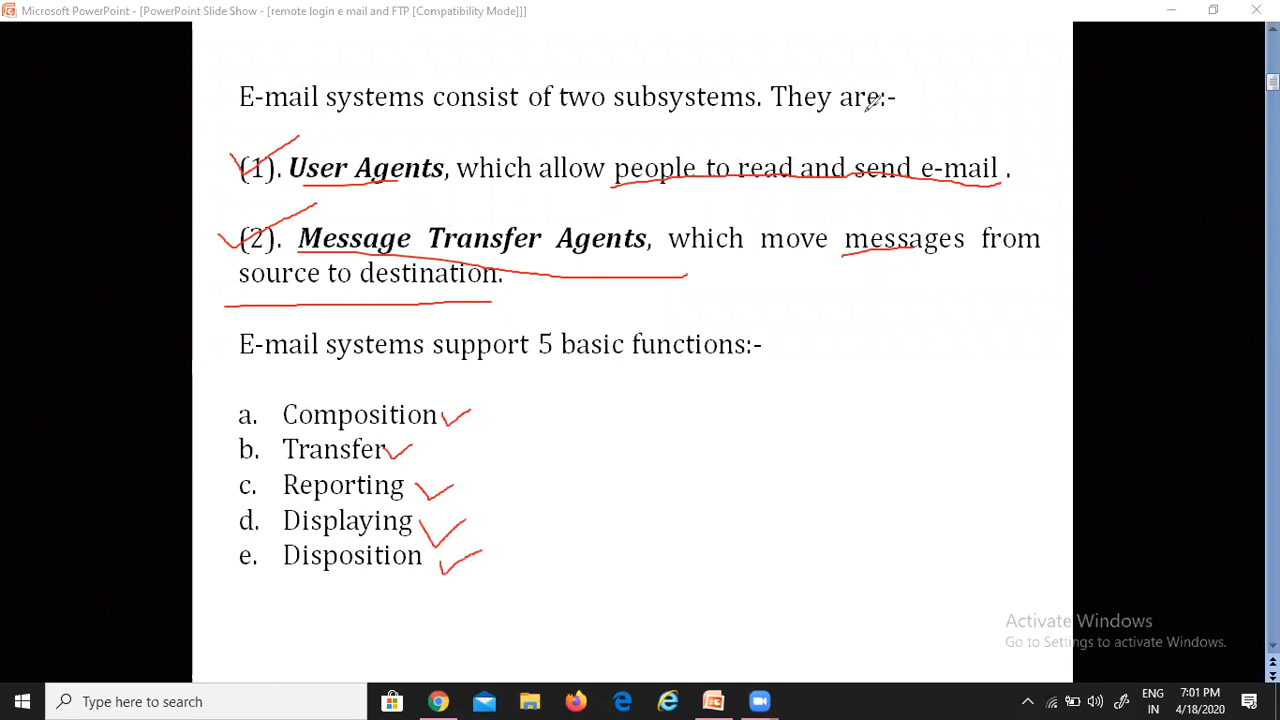 Microsoft PowerPoint - [PowerPoint Slide Show - [remote login e mail and FTP [Compatibility Mode]]]
E-mail systems consist of two subsystems. They are:-
(1). User Agents, which allow people to read and send e-mail .
(2). Message Transfer Agents, which move messages from
source to destination.
E-mail systems support 5 basic functions:-
a. Composition
b. Transfer
c. Reporting
d. Displaying
e. Disposition
Activate Windows
Go to Settings to activate Windows.
Type here to search
ENG
IN
7:01 PM
4/18/2020